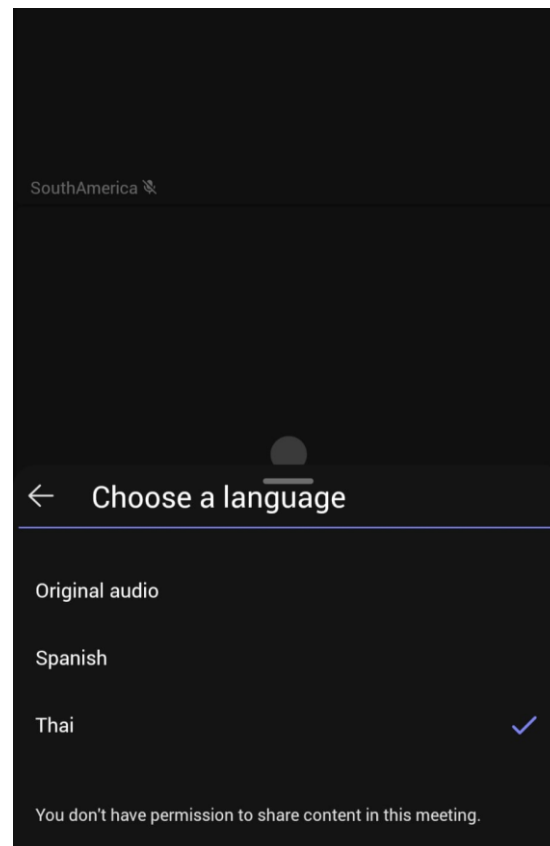 SouthAmerica
Choose a language
Original audio
Spanish
Thai
You don't have permission to share content in this meeting.